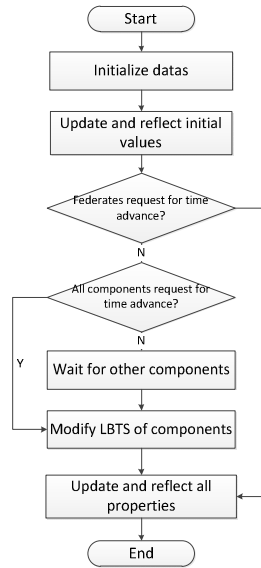 Start
Initialize datas
Update and reflect initial
values
Federates request for time
advance?
N
All components request for
time advance?
N
Y
Wait for other components
Modify LBTS of components
Update and reflect all
properties
End